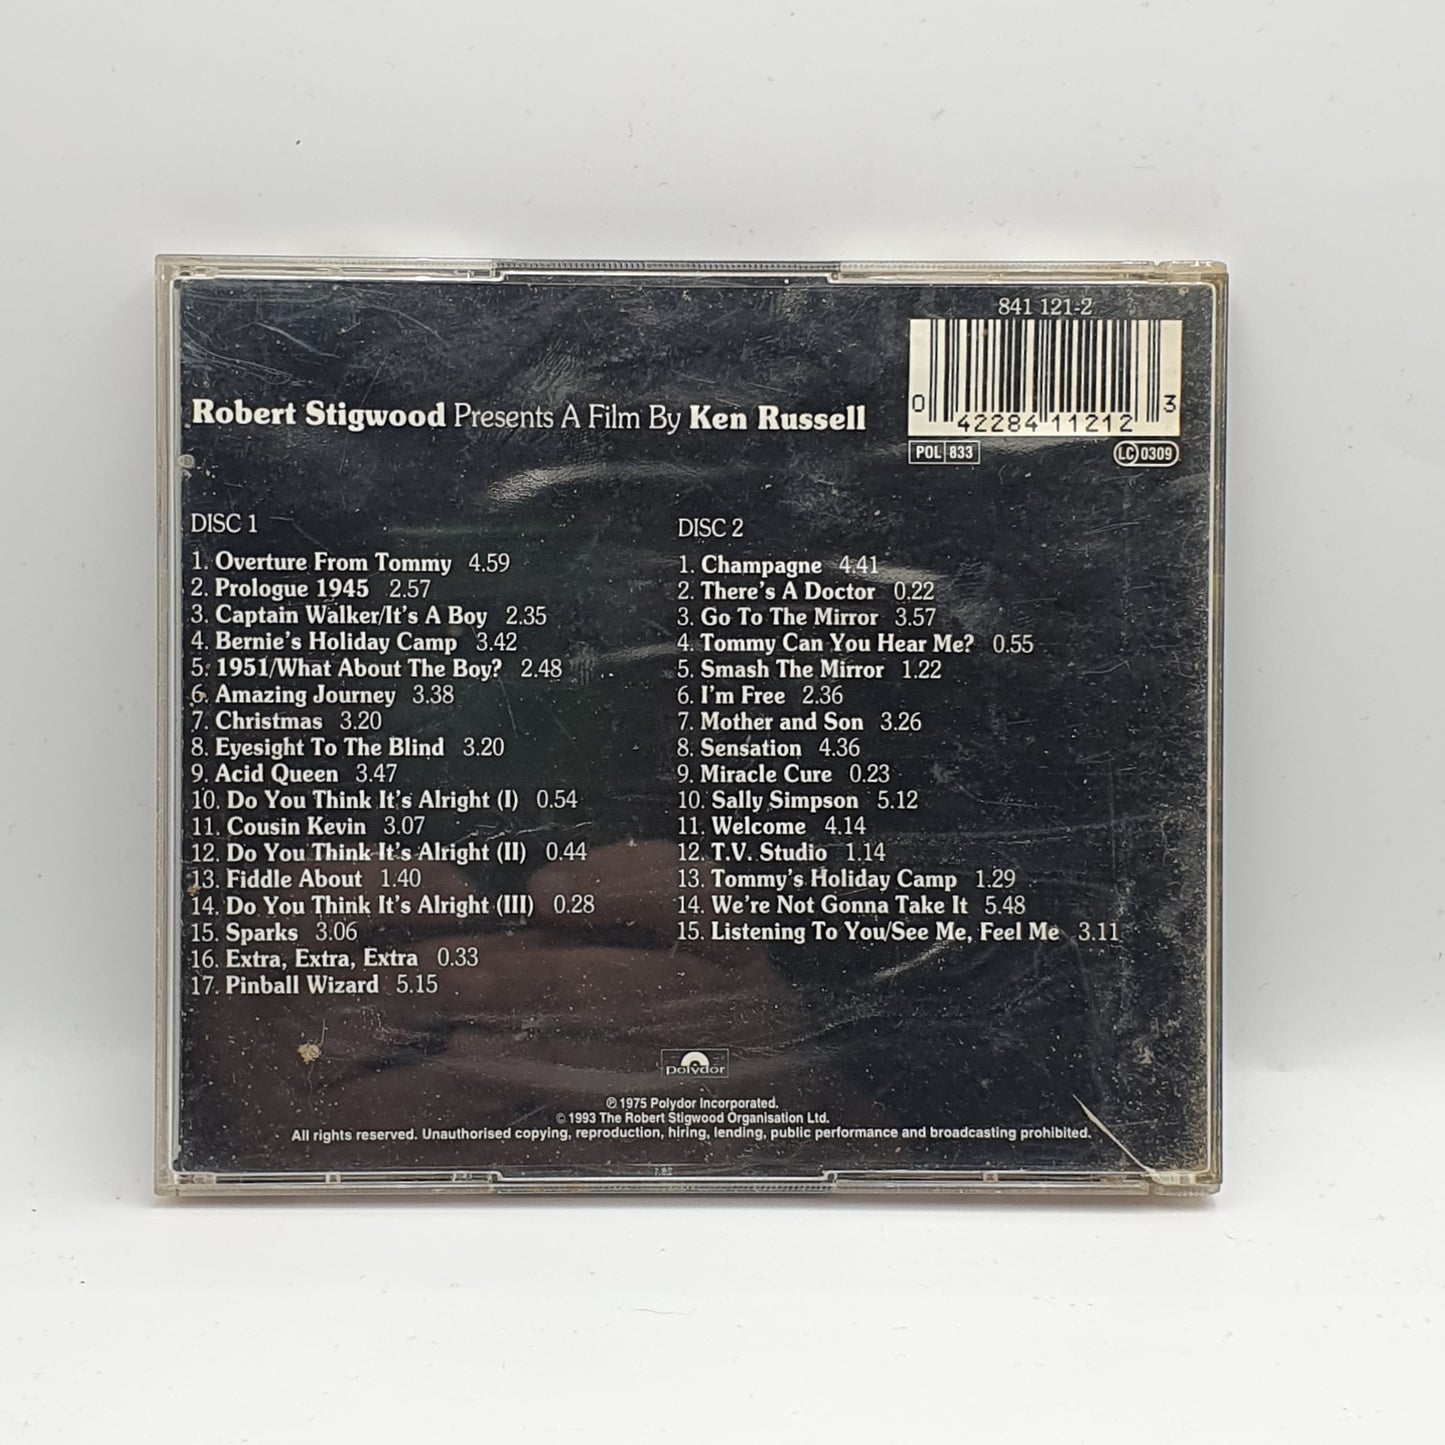 841 121-2
0 42284 11212 3
POL 833
LC 0309
Robert Stigwood Presents A Film By Ken Russell
DISC 1
1. Overture From Tommy 4.59
2. Prologue 1945 2.57
3. Captain Walker/It's A Boy 2.35
4. Bernie's Holiday Camp 3.42
5. 1951/What About The Boy? 2.48
6. Amazing Journey 3.38
7. Christmas 3.20
8. Eyesight To The Blind 3.20
9. Acid Queen 3.47
10. Do You Think It's Alright (I) 0.54
11. Cousin Kevin 3.07
12. Do You Think It's Alright (II) 0.44
13. Fiddle About 1.40
14. Do You Think It's Alright (III) 0.28
15. Sparks 3.06
16. Extra, Extra, Extra 0.33
17. Pinball Wizard 5.15
DISC 2
1. Champagne 4.41
2. There's A Doctor 0.22
3. Go To The Mirror 3.57
4. Tommy Can You Hear Me? 0.55
5. Smash The Mirror 1.22
6. I'm Free 2.36
7. Mother and Son 3.26
8. Sensation 4.36
9. Miracle Cure 0.23
10. Sally Simpson 5.12
11. Welcome 4.14
12. T.V. Studio 1.14
13. Tommy's Holiday Camp 1.29
14. We're Not Gonna Take It 5.48
15. Listening To You/See Me, Feel Me 3.11
polydor
℗ 1975 Polydor Incorporated.
© 1993 The Robert Stigwood Organisation Ltd.
All rights reserved. Unauthorised copying, reproduction, hiring, lending, public performance and broadcasting prohibited.